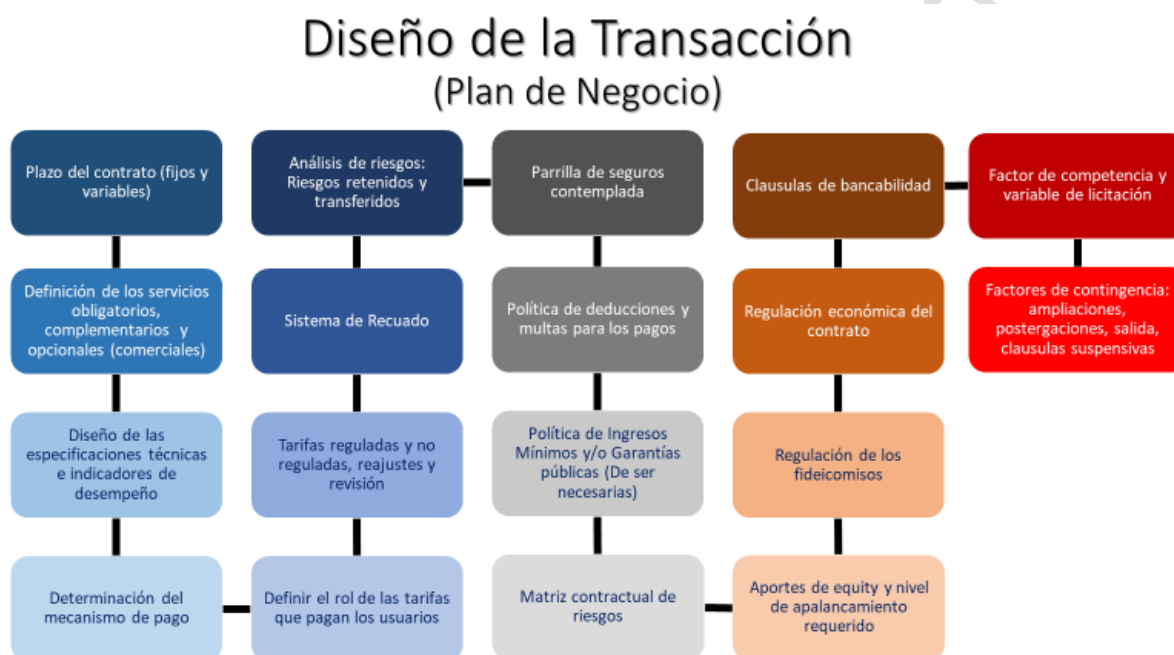 Diseño de la Transacción
(Plan de Negocio)
Plazo del contrato (fijos y
variables)
Definición de los servicios
obligatorios,
complementarios y
opcionales (comerciales)
Diseño de las
especificaciones técnicas
e indicadores de
desempeño
Determinación del
mecanismo de pago
Análisis de riesgos:
Riesgos retenidos y
transferidos
Sistema de Recuado
Tarifas reguladas y no
reguladas, reajustes y
revisión
Definir el rol de las tarifas
que pagan los usuarios
Parrilla de seguros
contemplada
Política de deducciones y
multas para los pagos
Política de Ingresos
Mínimos y/o Garantías
públicas (De ser
necesarias)
Matriz contractual de
riesgos
Clausulas de bancabilidad
Regulación económica del
contrato
Regulación de los
fideicomisos
Aportes de equity y nivel
de apalancamiento
requerido
Factor de competencia y
variable de licitación
Factores de contingencia:
ampliaciones,
postergaciones, salida,
clausulas suspensivas